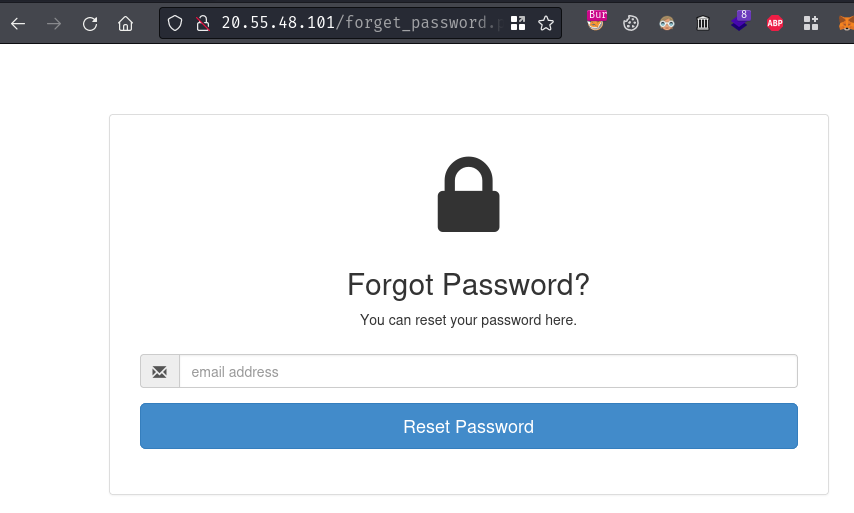 20.55.48.101/forget_password.p
Bur
8
ABP
Forgot Password?
You can reset your password here.
email address
Reset Password